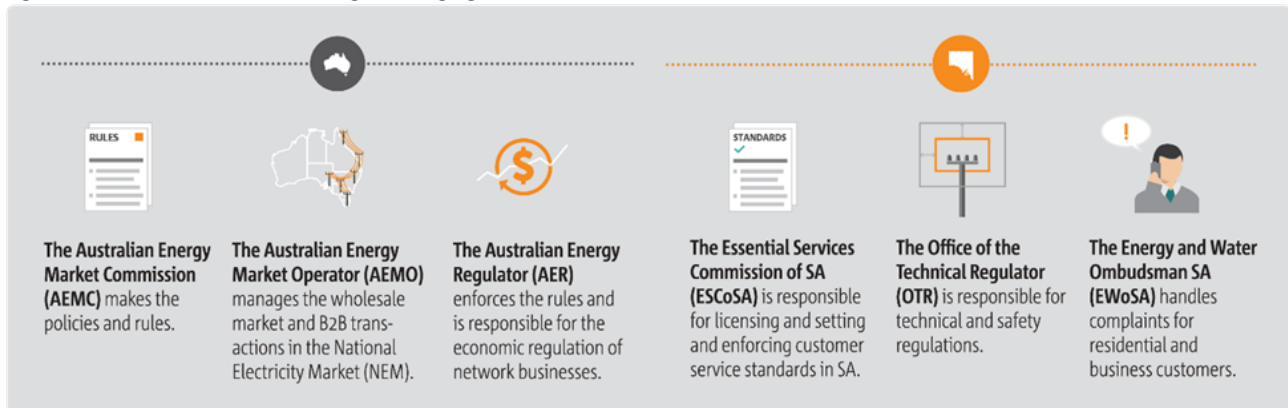 RULES
The Australian Energy
Market Commission
(AEMC) makes the
policies and rules.
The Australian Energy
Market Operator (AEMO)
manages the wholesale
market and B2B trans-
actions in the National
Electricity Market (NEM).
$
The Australian Energy
Regulator (AER)
enforces the rules and
is responsible for the
economic regulation of
network businesses.
STANDARDS
The Essential Services
Commission of SA
(ESCoSA) is responsible
for licensing and setting
and enforcing customer
service standards in SA.
The Office of the
Technical Regulator
(OTR) is responsible for
technical and safety
regulations.
!
The Energy and Water
Ombudsman SA
(EWoSA) handles
complaints for
residential and
business customers.